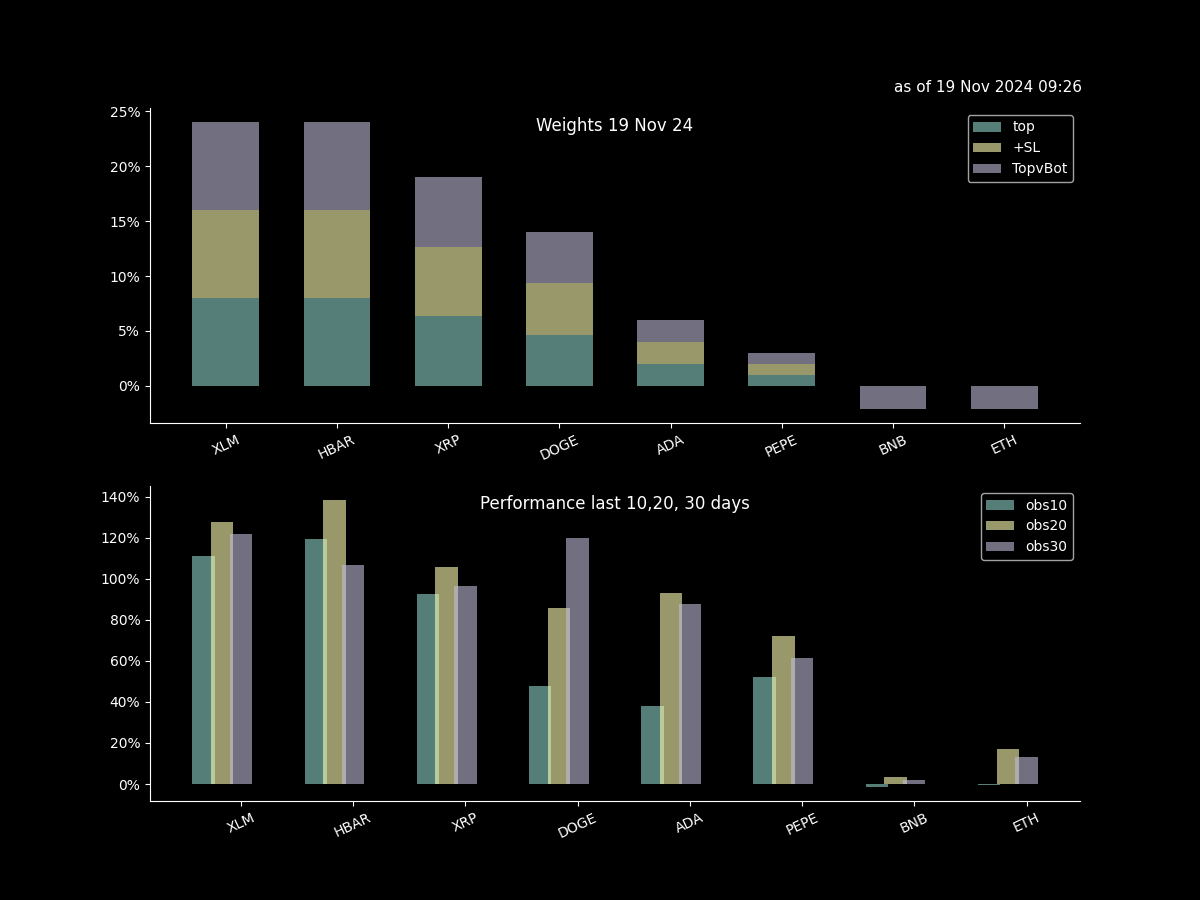 as of 19 Nov 2024 09:26
Weights 19 Nov 24
top
+SL
TopvBot
25%
20%
15%
10%
5%
0%
XLM HBAR XRP DOGE ADA PEPE BNB ETH
Performance last 10,20, 30 days
obs10
obs20
obs30
140%
120%
100%
80%
60%
40%
20%
0%
XLM HBAR XRP DOGE ADA PEPE BNB ETH